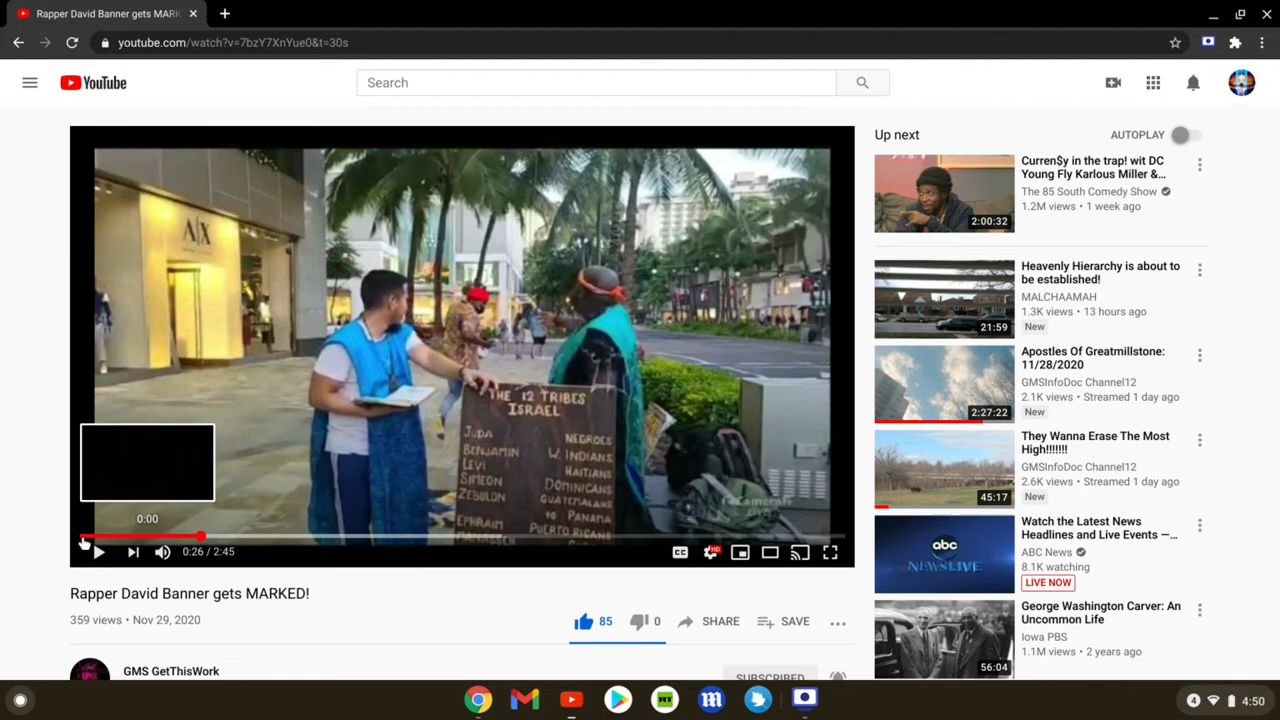 Rapper David Banner gets MARK
youtube.com/watch?v=7bzY7XnYue0&t=30s
YouTube
Search
A|X
THE 12 TRIBES
ISRAEL
JUDA NEGROES
BENJAMIN W. INDIANS
LEVI HAITIANS
SIMEON DOMINICANS
ZEBULON GUATEMALA
TO PANAMA
EPHRAIM PUERTO RICANS
CameraFi
0:00
0:26 / 2:45
CC
HD
Rapper David Banner gets MARKED!
359 views • Nov 29, 2020
85
0
SHARE
SAVE
GMS GetThisWork
SUBSCRIBED
Up next
AUTOPLAY
Curren$y in the trap! wit DC
Young Fly Karlous Miller &...
The 85 South Comedy Show
1.2M views • 1 week ago
2:00:32
Heavenly Hierarchy is about to
be established!
MALCHAAMAH
1.3K views • 13 hours ago
New
21:59
Apostles Of Greatmillstone:
11/28/2020
GMSInfoDoc Channel12
2.1K views • Streamed 1 day ago
New
2:27:22
They Wanna Erase The Most
High!!!!!!!
GMSInfoDoc Channel12
2.6K views • Streamed 1 day ago
New
45:17
Watch the Latest News
Headlines and Live Events —...
ABC News
8.1K watching
LIVE NOW
abc
NEWSLIVE
George Washington Carver: An
Uncommon Life
Iowa PBS
1.1M views • 2 years ago
56:04
RT
m
4
4:50